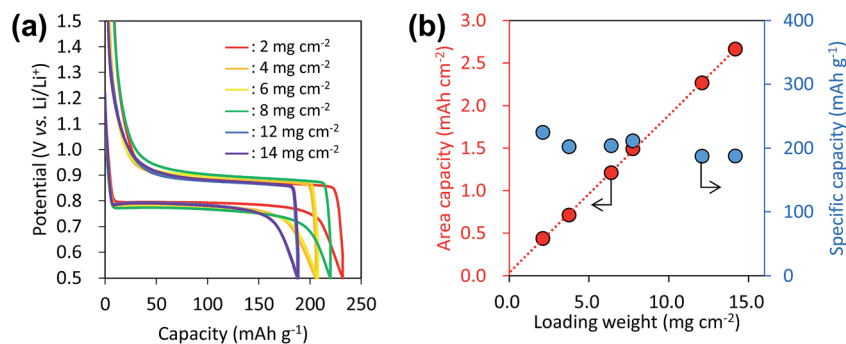 (a)
Potential (V vs. Li/Li⁺)
1.5
1.4
1.3
1.2
1.1
1.0
0.9
0.8
0.7
0.6
0.5
: 2 mg cm⁻²
: 4 mg cm⁻²
: 6 mg cm⁻²
: 8 mg cm⁻²
: 12 mg cm⁻²
: 14 mg cm⁻²
0 50 100 150 200 250
Capacity (mAh g⁻¹)
(b)
Area capacity (mAh cm⁻²)
3.0
2.5
2.0
1.5
1.0
0.5
0.0
0.0 5.0 10.0 15.0
Loading weight (mg cm⁻²)
400
300
200
100
0
Specific capacity (mAh g⁻¹)